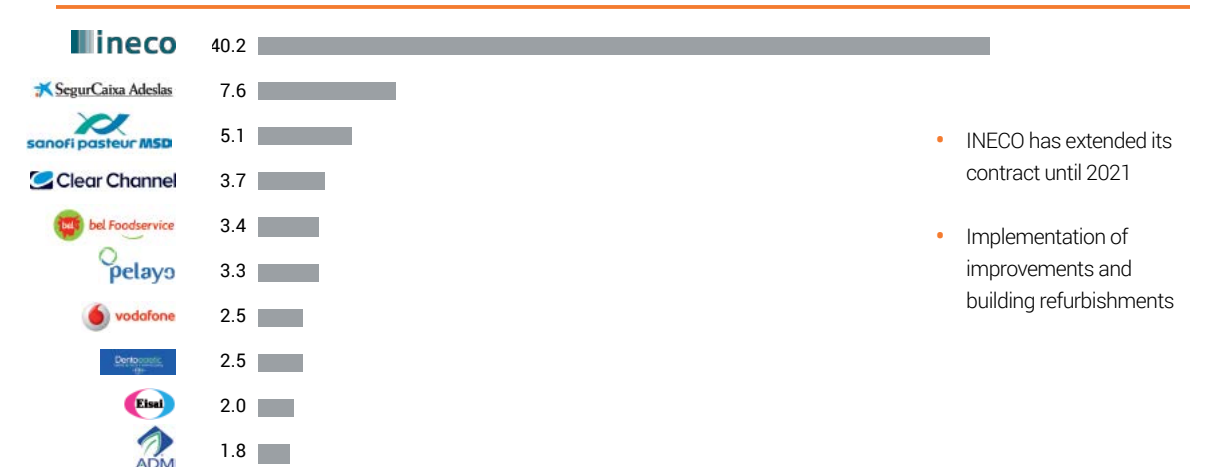 ineco
40.2
SegurCaixa Adeslas
7.6
sanofi pasteur MSD
5.1
Clear Channel
3.7
bel
bel Foodservice
3.4
pelayo
3.3
vodafone
2.5
2.5
Eisai
2.0
ADM
1.8
• INECO has extended its
contract until 2021
• Implementation of
improvements and
building refurbishments